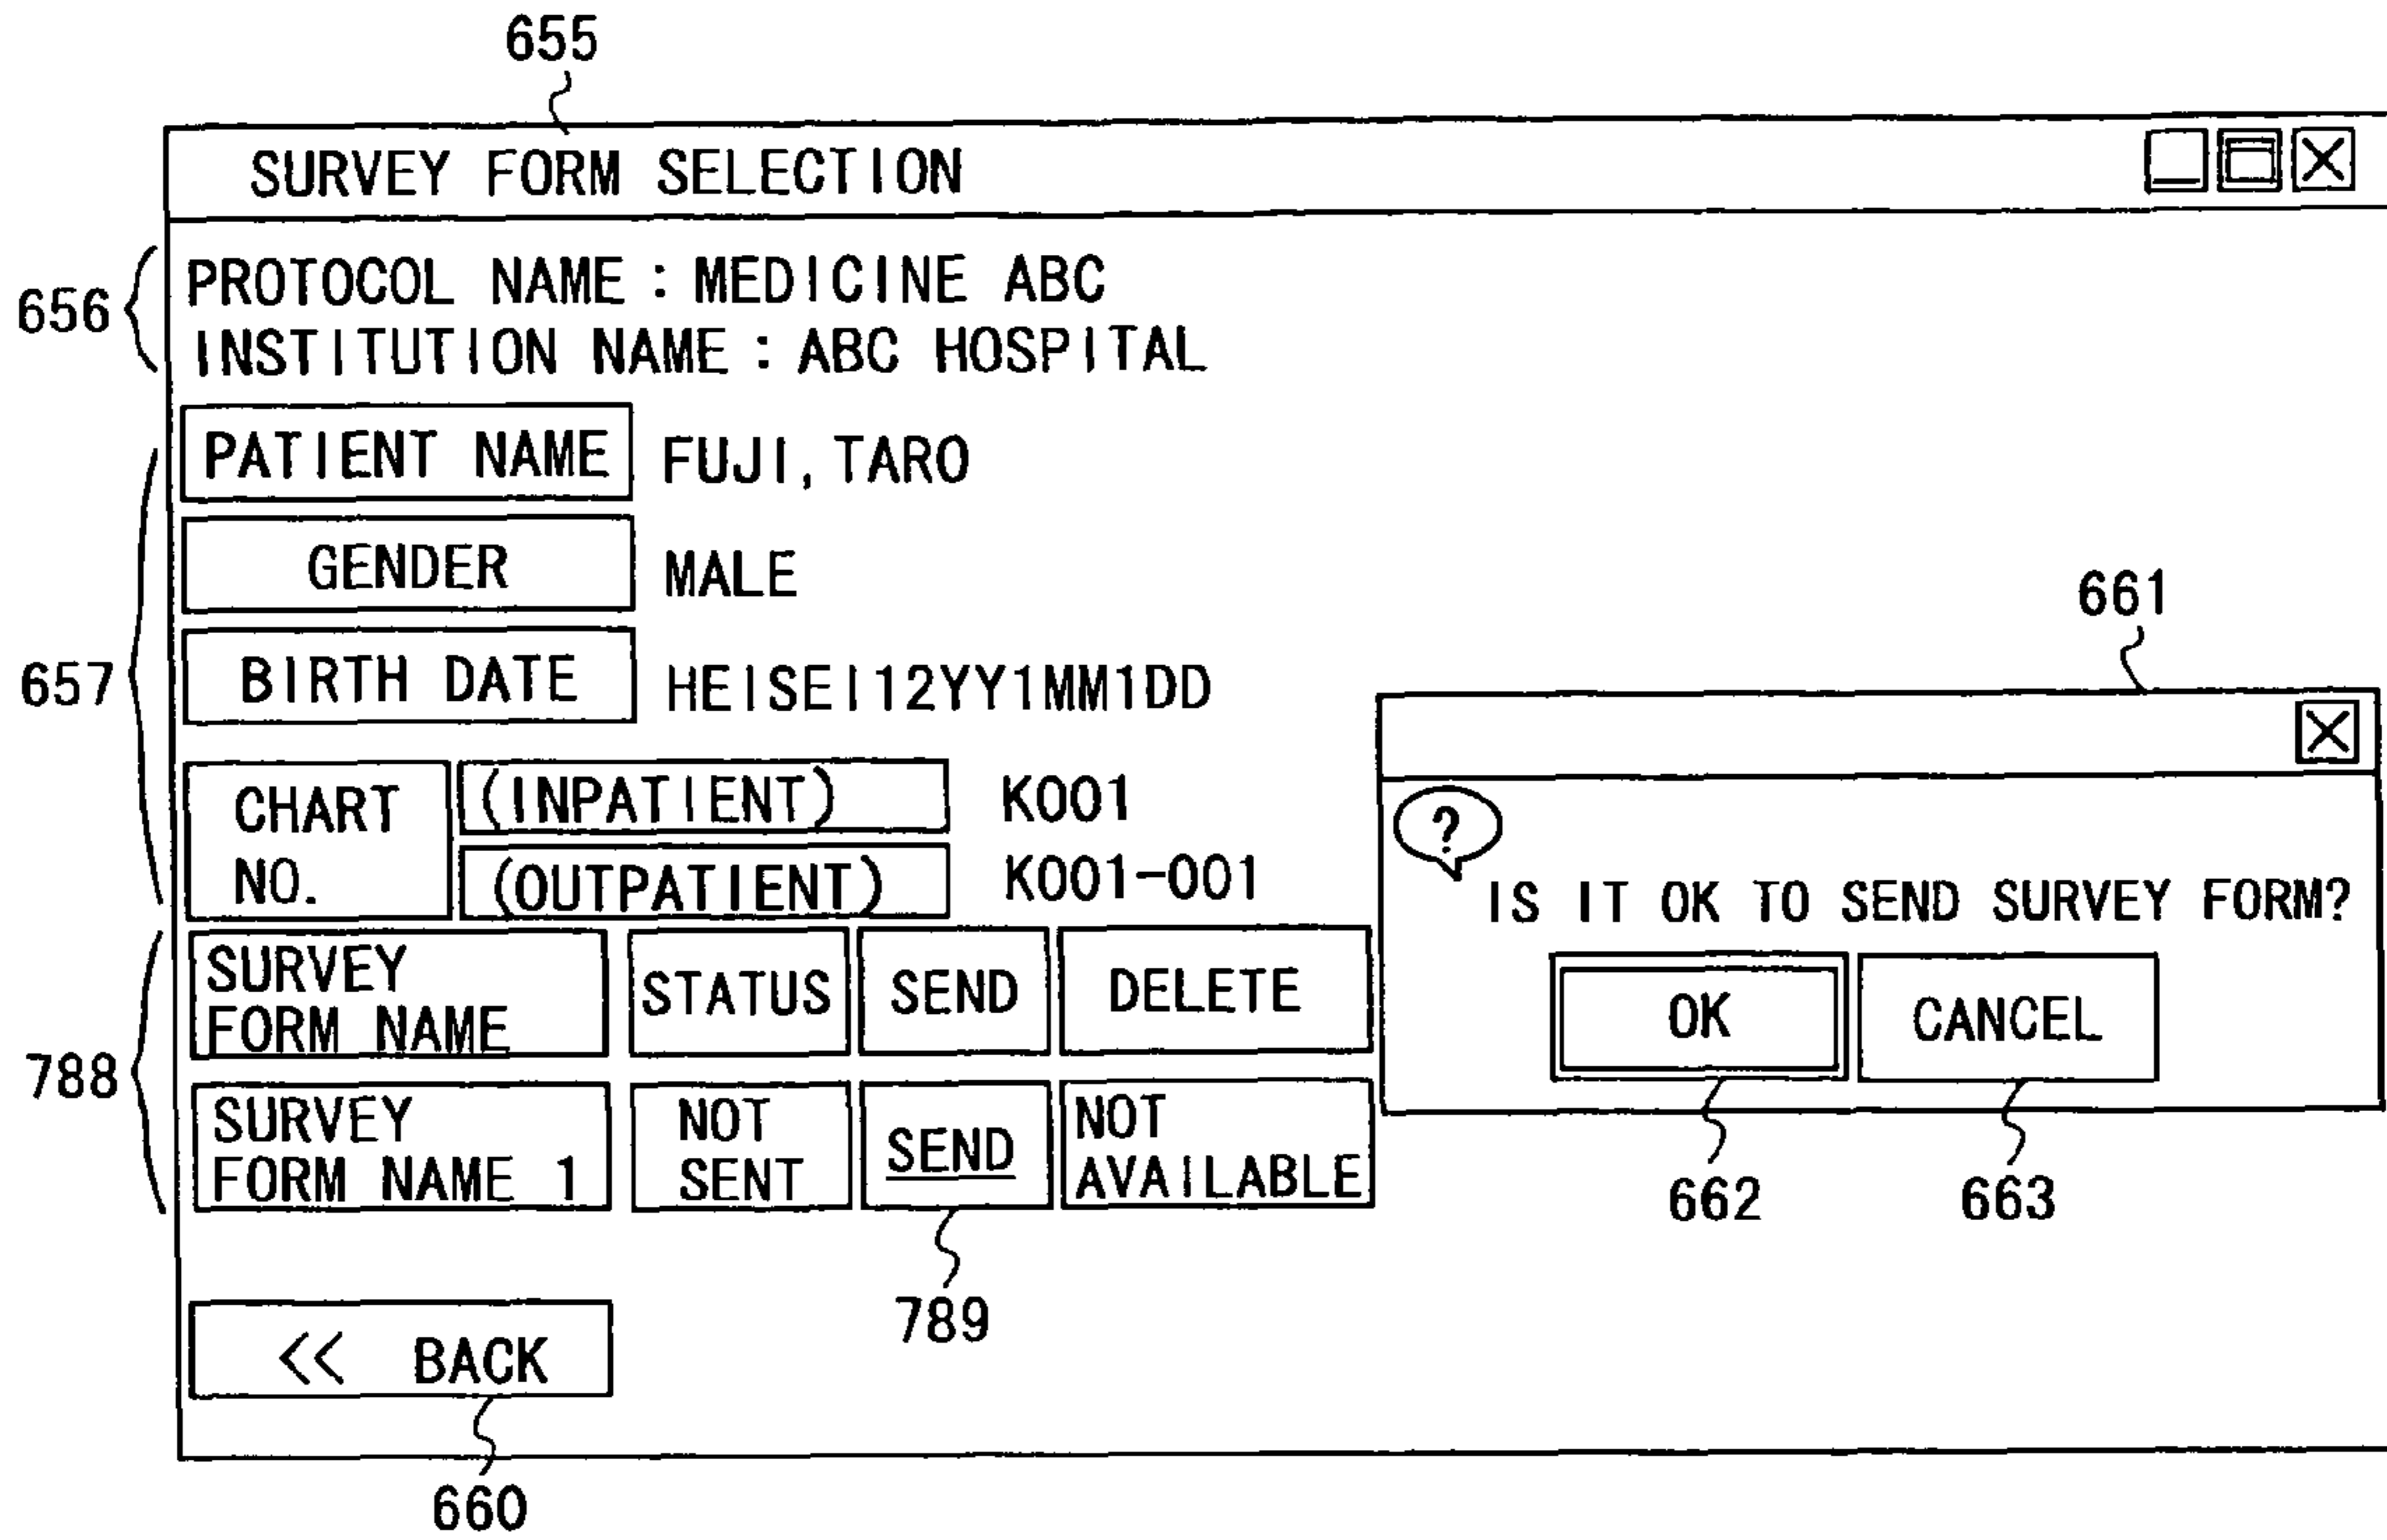 655
SURVEY FORM SELECTION
656
PROTOCOL NAME : MEDICINE ABC
INSTITUTION NAME : ABC HOSPITAL
657
PATIENT NAME FUJI, TARO
GENDER MALE
BIRTH DATE HEISEI12YY1MM1DD
CHART NO.
(INPATIENT) K001
(OUTPATIENT) K001-001
788
SURVEY
FORM NAME
STATUS
SEND
DELETE
SURVEY
FORM NAME 1
NOT
SENT
SEND
NOT
AVAILABLE
789
<< BACK
660
661
?
IS IT OK TO SEND SURVEY FORM?
OK
CANCEL
662
663